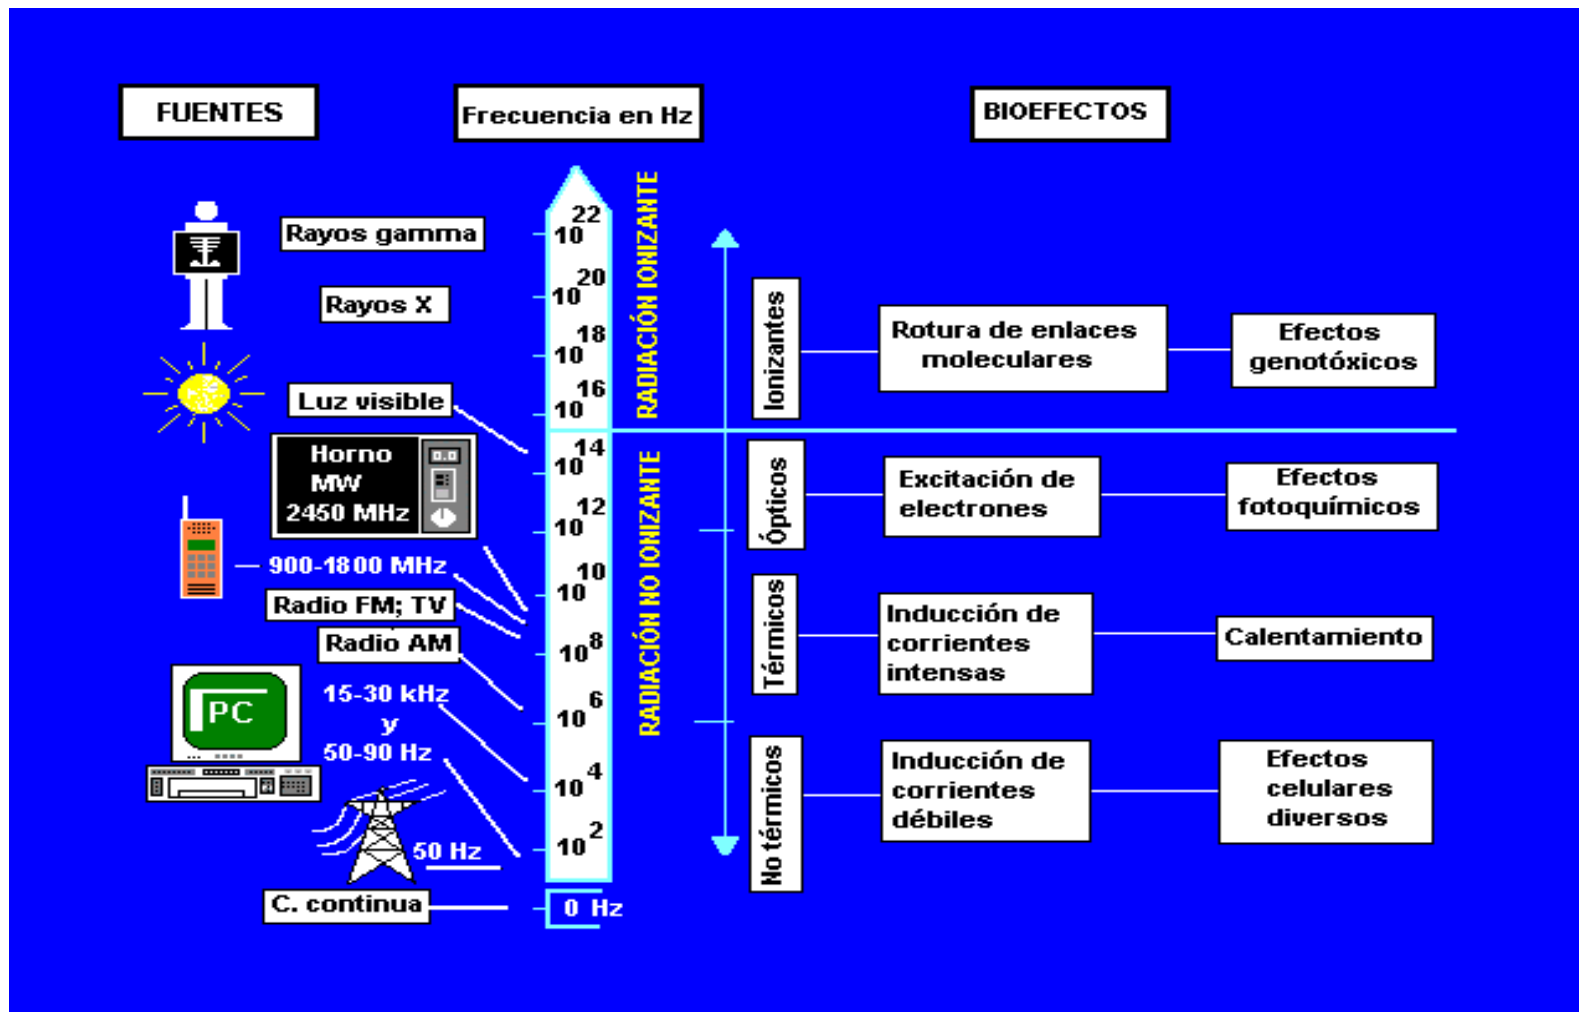 FUENTES
Frecuencia en Hz
BIOEFECTOS
Rayos gamma
Rayos X
Luz visible
Horno
MW
2450 MHz
900-1800 MHz
Radio FM; TV
Radio AM
PC
15-30 kHz
y
50-90 Hz
50 Hz
C. continua
10^22
10^20
10^18
10^16
10^14
10^12
10^10
10^8
10^6
10^4
10^2
0 Hz
RADIACIÓN IONIZANTE
RADIACIÓN NO IONIZANTE
Ionizantes
Rotura de enlaces
moleculares
Efectos
genotóxicos
Ópticos
Excitación de
electrones
Efectos
fotoquímicos
Térmicos
Inducción de
corrientes
intensas
Calentamiento
No térmicos
Inducción de
corrientes
débiles
Efectos
celulares
diversos